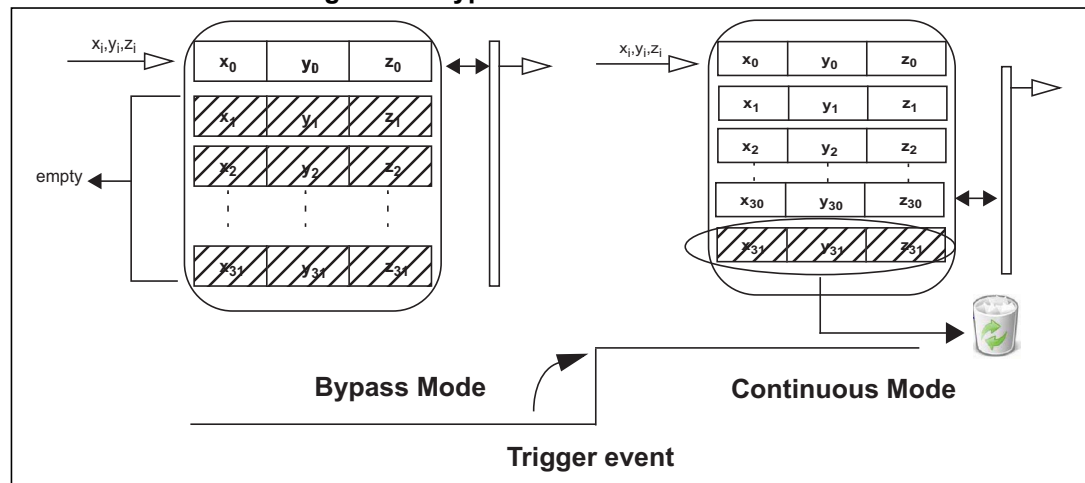 xi,yi,zi
x0 yD z0
x1 y1 z1
x2 y2 z2
empty
x31 y31 z31
xi,yi,zi
x0 y0 z0
x1 y1 z1
x2 y2 z2
x30 y30 z30
x31 y31 z31
Bypass Mode
Continuous Mode
Trigger event